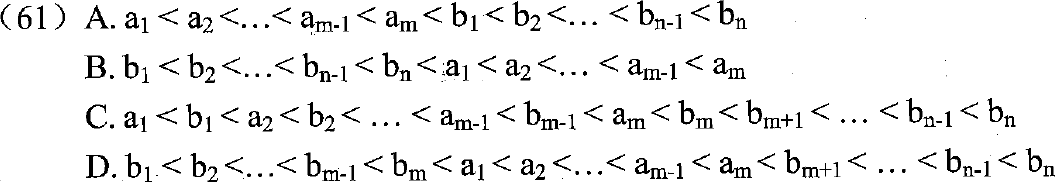 （61）A. a₁ < a₂ <…< aₘ₋₁ < aₘ < b₁ < b₂ <… < bₙ₋₁ < bₙ
B. b₁ < b₂ <…< bₙ₋₁ < bₙ < a₁ < a₂ <… < aₘ₋₁ < aₘ
C. a₁ < b₁ < a₂ < b₂ < … < aₘ₋₁ < bₘ₋₁ < aₘ < bₘ < bₘ₊₁ < … < bₙ₋₁ < bₙ
D. b₁ < b₂ <…< bₘ₋₁ < bₘ < a₁ < a₂ <…< aₘ₋₁ < aₘ < bₘ₊₁ < … < bₙ₋₁ < bₙ